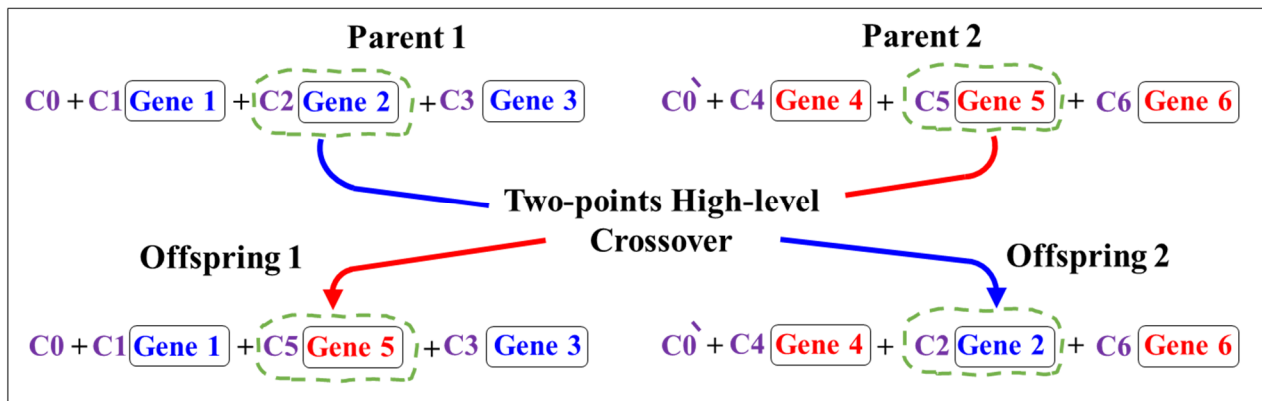 Parent 1
Parent 2
C0 + C1 Gene 1 + C2 Gene 2 + C3 Gene 3
C0` + C4 Gene 4 + C5 Gene 5 + C6 Gene 6
Two-points High-level
Crossover
Offspring 1
Offspring 2
C0 + C1 Gene 1 + C5 Gene 5 + C3 Gene 3
C0` + C4 Gene 4 + C2 Gene 2 + C6 Gene 6